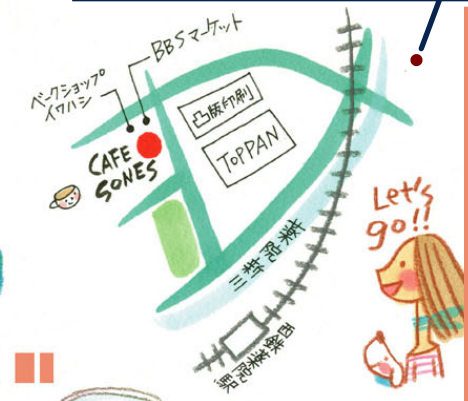 BBSマーケット
ベークショップ
イワハシ
CAFE
SONES
凸版印刷
ToPPAN
薬院新川
西鉄薬院駅
Let's
go!!